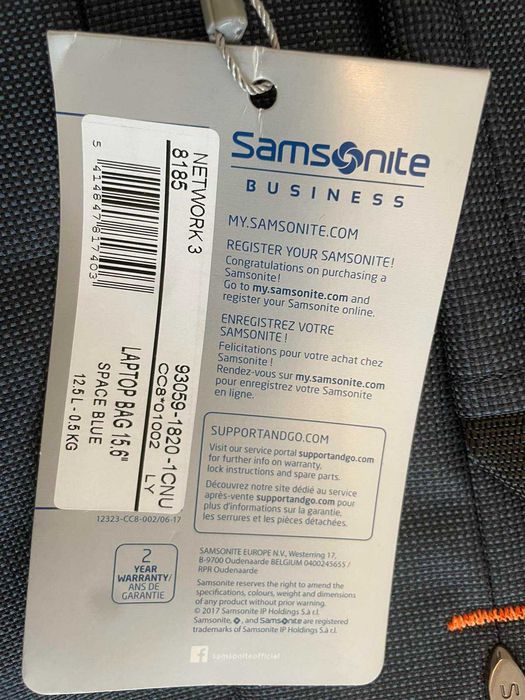 Samsonite
BUSINESS
MY.SAMSONITE.COM
REGISTER YOUR SAMSONITE!
Congratulations on purchasing a
Samsonite!
Go to my.samsonite.com and
register your Samsonite online.
ENREGISTREZ VOTRE
SAMSONITE !
Felicitations pour votre achat chez
Samsonite !
Rendez-vous sur my.samsonite.com
pour enregistrez votre Samsonite
en ligne.
SUPPORTANDGO.COM
Visit our service portal supportandgo.com
for further info on warranty,
lock instructions and spare parts.
Découvrez notre site dédié au service
après-vente supportandgo.com pour
plus d'informations sur la garantie,
les serrures et les pièces détachées.
NETWORK 3
8185
93059-1820-1CNU
CC8*01002
LY
5 414847 617403
LAPTOP BAG 15,6"
SPACE BLUE
12.5 L - 0.5 KG
12323-CC8-002/06-17
2
YEAR
WARRANTY/
ANS DE
GARANTIE
SAMSONITE EUROPE N.V., Westerring 17,
B-9700 Oudenaarde BELGIUM 0400245655 /
RPR Oudenaarde
Samsonite reserves the right to amend the
specifications, colours, weight and dimensions
of any product without prior warning.
© 2017 Samsonite IP Holdings S.à r.l.
Samsonite, and Samsonite are registered
trademarks of Samsonite IP Holdings S.à r.l.
f samsoniteofficial
S